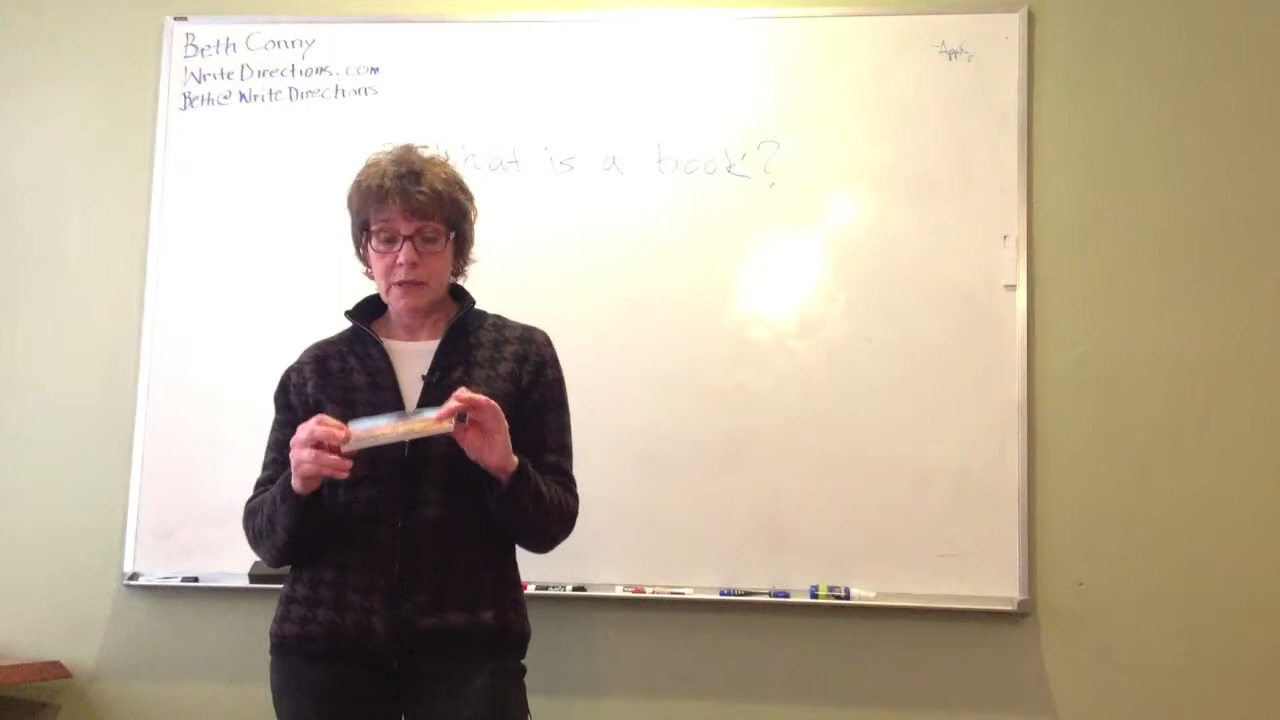 Beth Conny
WriteDirections.com
Beth@WriteDirections
What is a book?